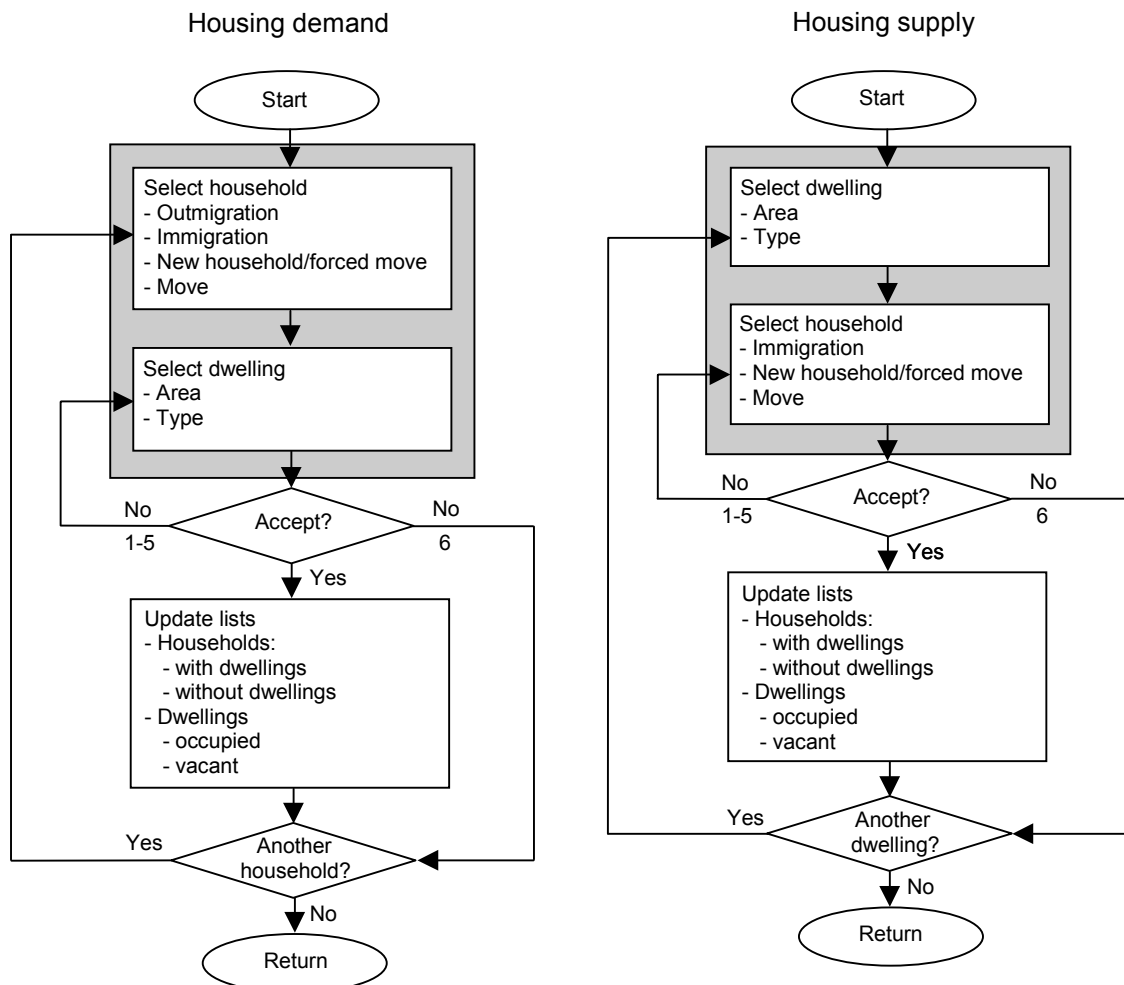 Housing demand
Start
Select household
- Outmigration
- Immigration
- New household/forced move
- Move
Select dwelling
- Area
- Type
No
1-5
Accept?
No
6
Yes
Update lists
- Households:
- with dwellings
- without dwellings
- Dwellings
- occupied
- vacant
Yes
Another
household?
No
Return
Housing supply
Start
Select dwelling
- Area
- Type
Select household
- Immigration
- New household/forced move
- Move
No
1-5
Accept?
No
6
Yes
Update lists
- Households:
- with dwellings
- without dwellings
- Dwellings
- occupied
- vacant
Yes
Another
dwelling?
No
Return